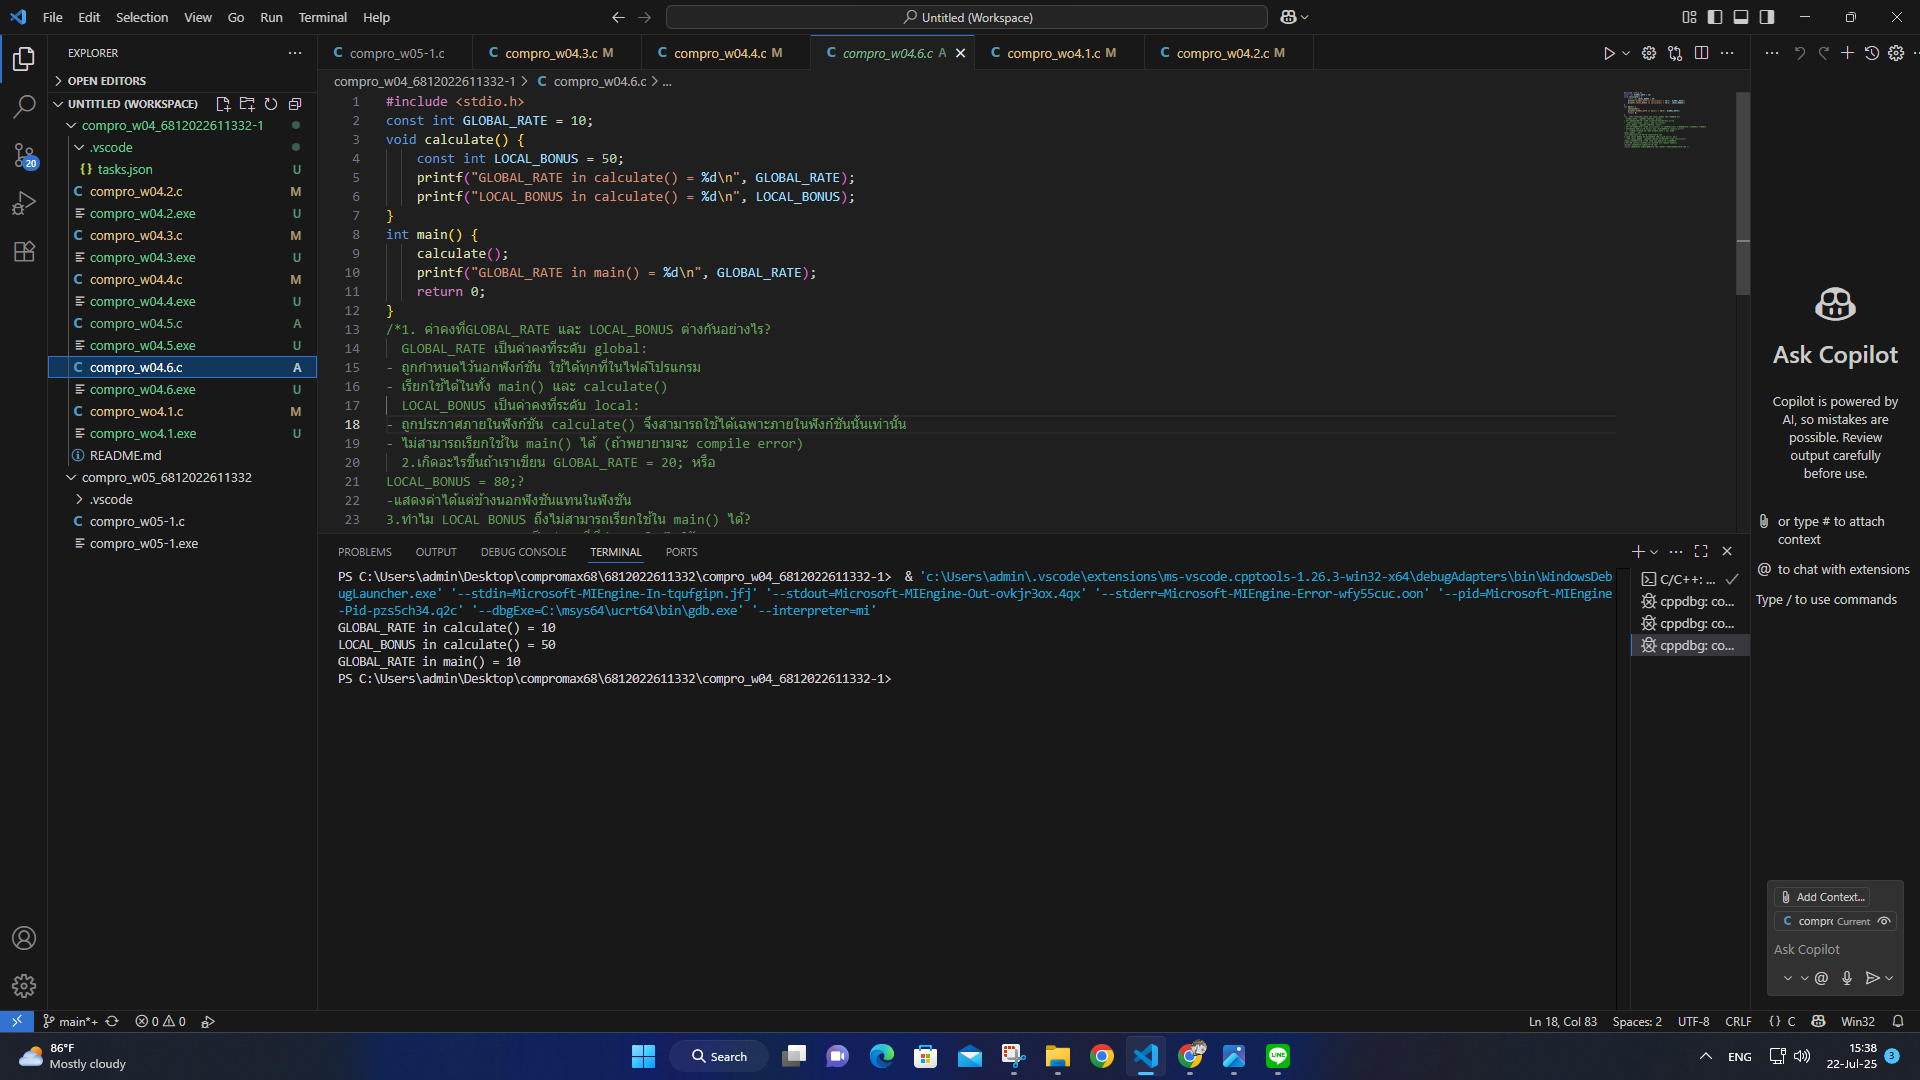 File Edit Selection View Go Run Terminal Help
Untitled (Workspace)
EXPLORER
OPEN EDITORS
UNTITLED (WORKSPACE)
compro_w04_6812022611332-1
.vscode
tasks.json U
compro_w04.2.c M
compro_w04.2.exe U
compro_w04.3.c M
compro_w04.3.exe U
compro_w04.4.c M
compro_w04.4.exe U
compro_w04.5.c A
compro_w04.5.exe U
compro_w04.6.c A
compro_w04.6.exe U
compro_wo4.1.c M
compro_wo4.1.exe U
README.md
compro_w05_6812022611332
.vscode
compro_w05-1.c
compro_w05-1.exe
20
compro_w05-1.c
compro_w04.3.c M
compro_w04.4.c M
compro_w04.6.c A
compro_wo4.1.c M
compro_w04.2.c M
compro_w04_6812022611332-1 > C compro_w04.6.c > ...
1 #include <stdio.h>
2 const int GLOBAL_RATE = 10;
3 void calculate() {
4 const int LOCAL_BONUS = 50;
5 printf("GLOBAL_RATE in calculate() = %d\n", GLOBAL_RATE);
6 printf("LOCAL_BONUS in calculate() = %d\n", LOCAL_BONUS);
7 }
8 int main() {
9 calculate();
10 printf("GLOBAL_RATE in main() = %d\n", GLOBAL_RATE);
11 return 0;
12 }
13 /*1. ค่าคงที่GLOBAL_RATE และ LOCAL_BONUS ต่างกันอย่างไร?
14 GLOBAL_RATE เป็นค่าคงที่ระดับ global:
15 - ถูกกำหนดไว้นอกฟังก์ชัน ใช้ได้ทุกที่ในไฟล์โปรแกรม
16 - เรียกใช้ได้ในทั้ง main() และ calculate()
17 LOCAL_BONUS เป็นค่าคงที่ระดับ local:
18 - ถูกประกาศภายในฟังก์ชัน calculate() จึงสามารถใช้ได้เฉพาะภายในฟังก์ชันนั้นเท่านั้น
19 - ไม่สามารถเรียกใช้ใน main() ได้ (ถ้าพยายามจะ compile error)
20 2.เกิดอะไรขึ้นถ้าเราเขียน GLOBAL_RATE = 20; หรือ
21 LOCAL_BONUS = 80;?
22 -แสดงค่าได้แต่ข้างนอกฟังชันแทนในฟังชัน
23 3.ทำไม LOCAL BONUS ถึงไม่สามารถเรียกใช้ใน main() ได้?
PROBLEMS OUTPUT DEBUG CONSOLE TERMINAL PORTS
PS C:\Users\admin\Desktop\compromax68\6812022611332\compro_w04_6812022611332-1> & 'c:\Users\admin\.vscode\extensions\ms-vscode.cpptools-1.26.3-win32-x64\debugAdapters\bin\WindowsDeb
ugLauncher.exe' '--stdin=Microsoft-MIEngine-In-tqufgipn.jfj' '--stdout=Microsoft-MIEngine-Out-ovkjr3ox.4qx' '--stderr=Microsoft-MIEngine-Error-wfy55cuc.oon' '--pid=Microsoft-MIEngine
-Pid-pzs5ch34.q2c' '--dbgExe=C:\msys64\ucrt64\bin\gdb.exe' '--interpreter=mi'
GLOBAL_RATE in calculate() = 10
LOCAL_BONUS in calculate() = 50
GLOBAL_RATE in main() = 10
PS C:\Users\admin\Desktop\compromax68\6812022611332\compro_w04_6812022611332-1>
C/C++: ...
cppdbg: co...
cppdbg: co...
cppdbg: co...
Ask Copilot
Copilot is powered by
AI, so mistakes are
possible. Review
output carefully
before use.
or type # to attach
context
@ to chat with extensions
Type / to use commands
Add Context...
C compro Current
Ask Copilot
main*+ 0 0
Ln 18, Col 83 Spaces: 2 UTF-8 CRLF {} C Win32
86°F
Mostly cloudy
Search
LINE
ENG
15:38
22-Jul-25
3